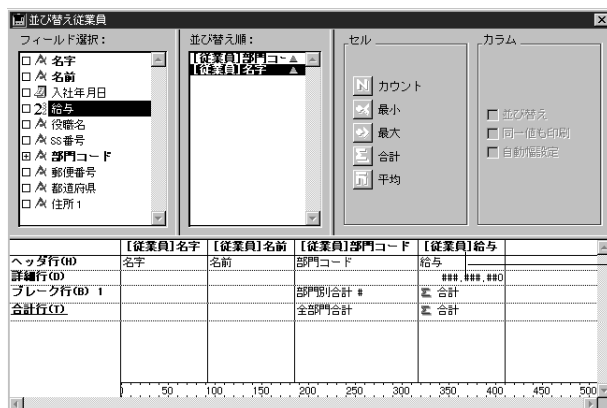 並び替え従業員
フィールド選択：
名字
名前
入社年月日
給与
役職名
SS番号
部門コード
郵便番号
都道府県
住所1
並び替え順：
[従業員]部門コー
[従業員]名字
セル
カウント
最小
最大
合計
平均
カラム
並び替え
同一値も印刷
自動幅設定
[従業員]名字 [従業員]名前 [従業員]部門コード [従業員]給与
ヘッダ行(H) 名字 名前 部門コード 給与
詳細行(D) ###,###,##0
ブレーク行(B) 1 部門別合計 # Σ 合計
合計行(T) 全部門合計 Σ 合計
0 50 100 150 200 250 300 350 400 450 500